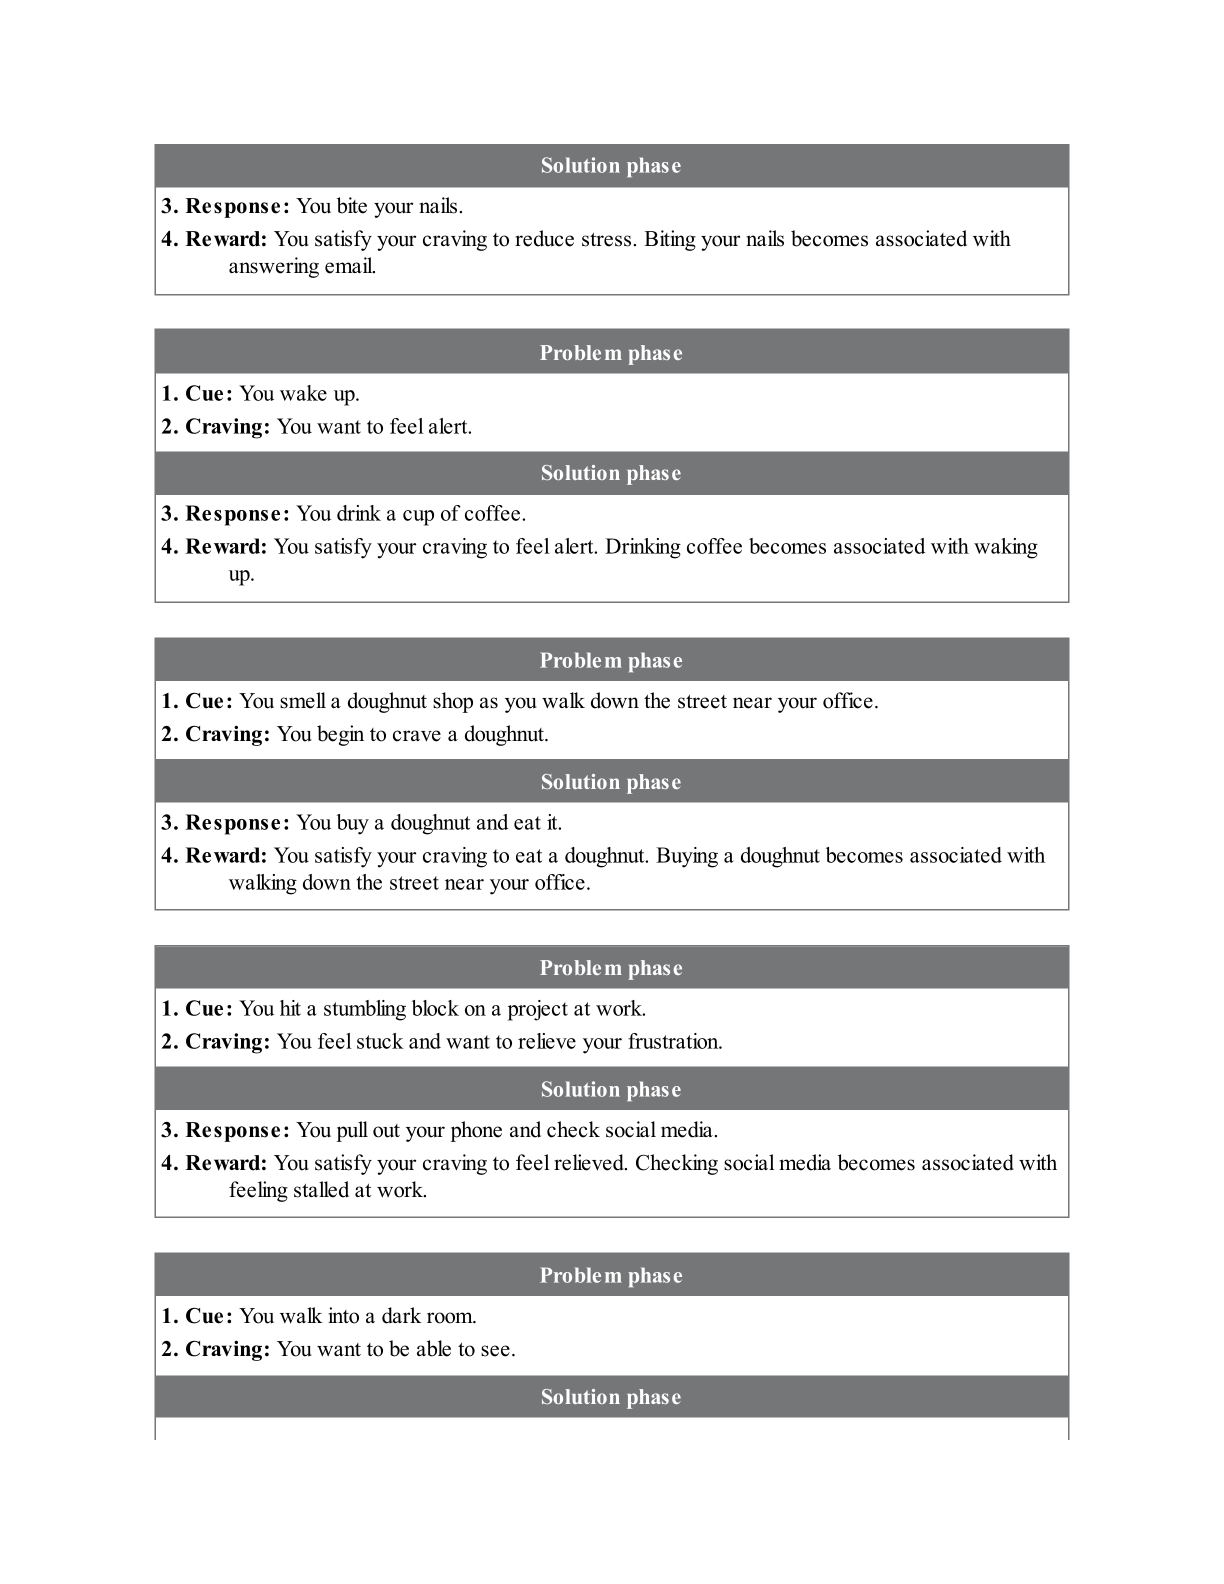 Solution phase
3. Response: You bite your nails.
4. Reward: You satisfy your craving to reduce stress. Biting your nails becomes associated with
answering email.
Problem phase
1. Cue: You wake up.
2. Craving: You want to feel alert.
Solution phase
3. Response: You drink a cup of coffee.
4. Reward: You satisfy your craving to feel alert. Drinking coffee becomes associated with waking
up.
Problem phase
1. Cue: You smell a doughnut shop as you walk down the street near your office.
2. Craving: You begin to crave a doughnut.
Solution phase
3. Response: You buy a doughnut and eat it.
4. Reward: You satisfy your craving to eat a doughnut. Buying a doughnut becomes associated with
walking down the street near your office.
Problem phase
1. Cue: You hit a stumbling block on a project at work.
2. Craving: You feel stuck and want to relieve your frustration.
Solution phase
3. Response: You pull out your phone and check social media.
4. Reward: You satisfy your craving to feel relieved. Checking social media becomes associated with
feeling stalled at work.
Problem phase
1. Cue: You walk into a dark room.
2. Craving: You want to be able to see.
Solution phase